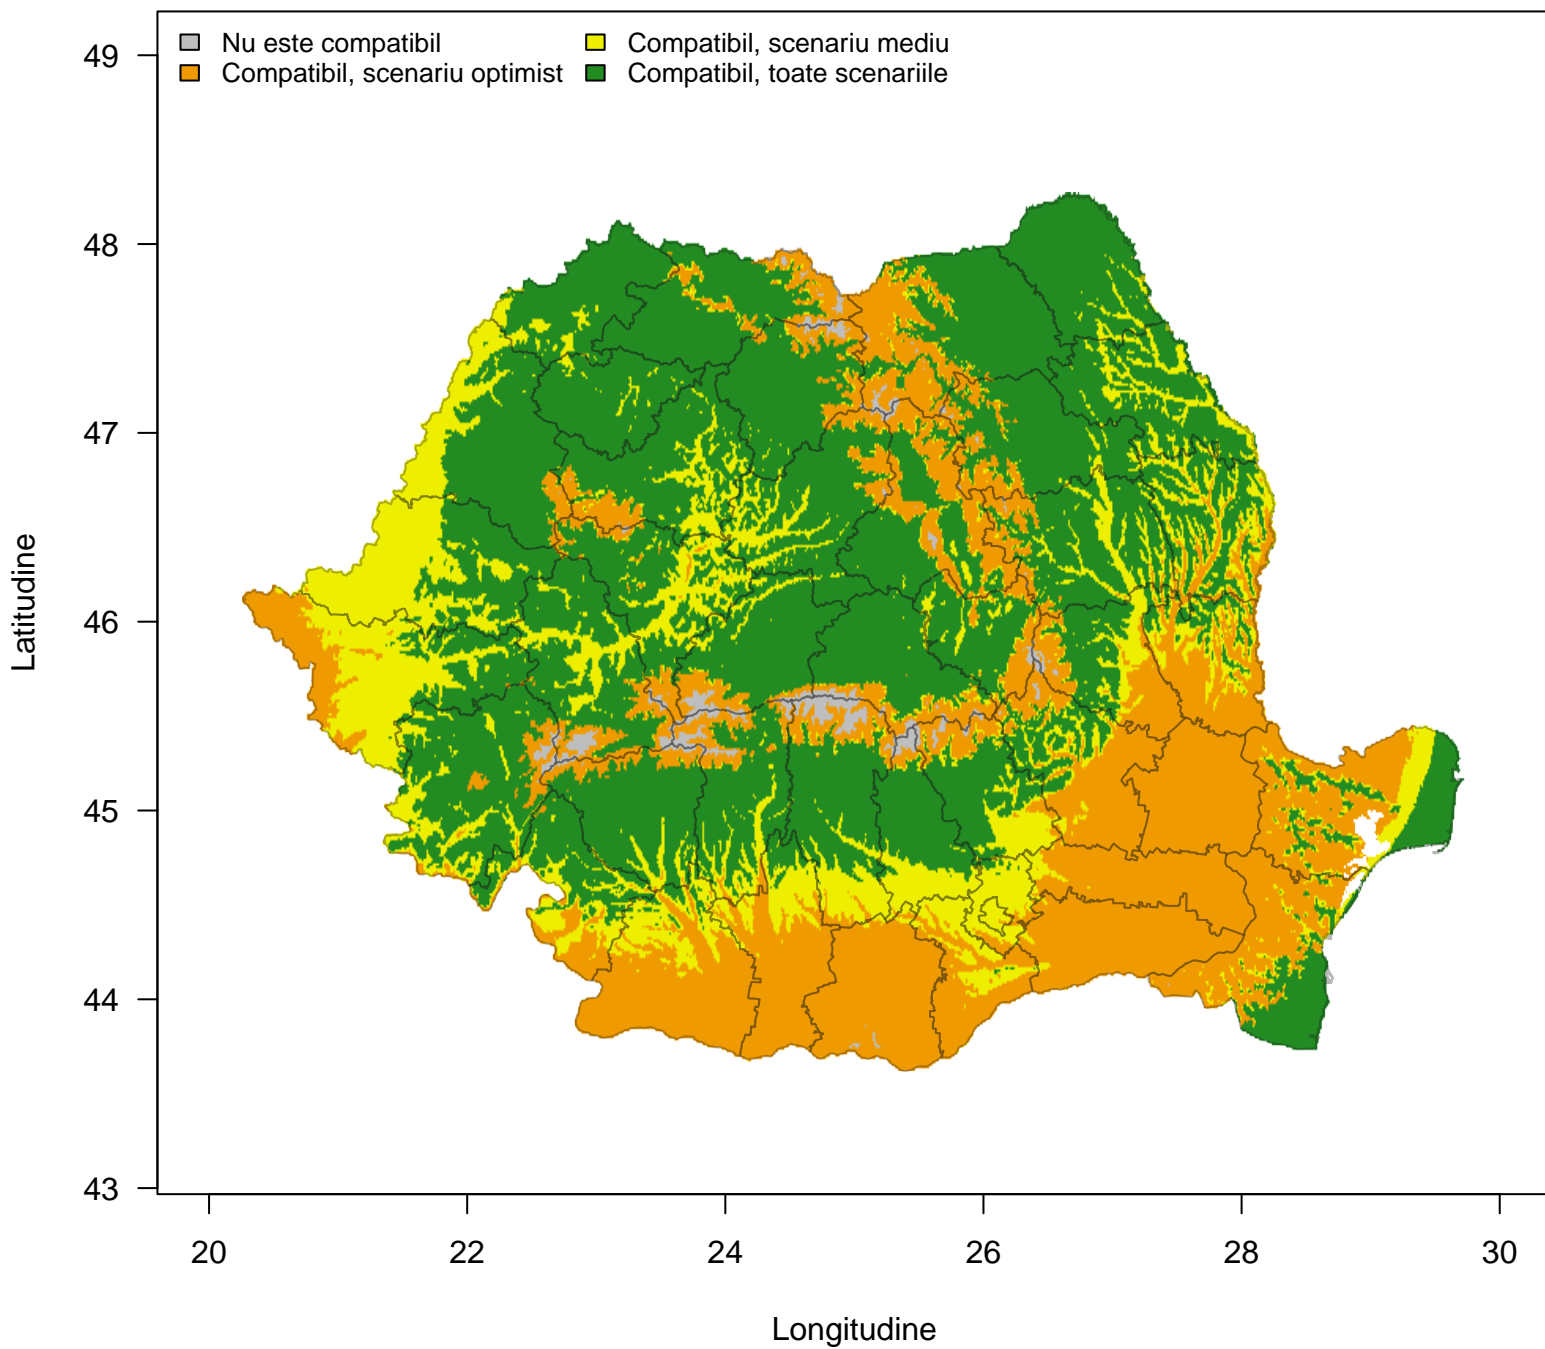 Nu este compatibil
Compatibil, scenariu optimist
Compatibil, scenariu mediu
Compatibil, toate scenariile
49
48
47
46
45
44
43
Latitudine
20 22 24 26 28 30
Longitudine